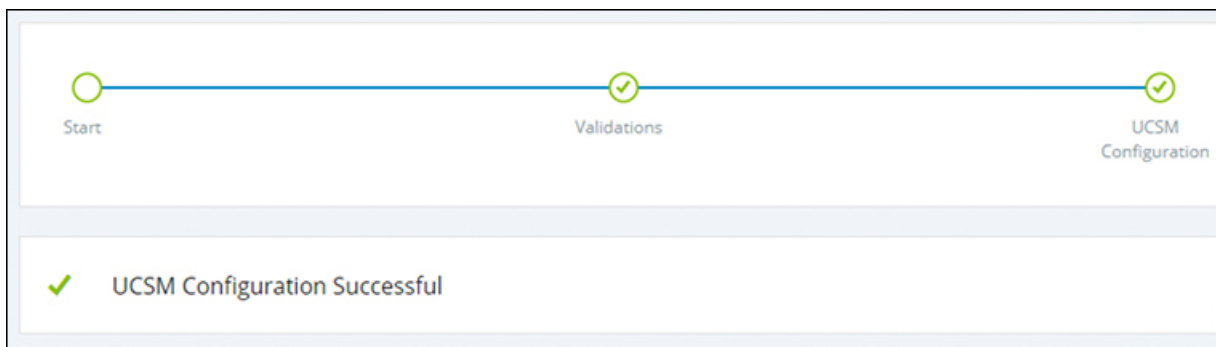 Start
Validations
UCSM
Configuration
UCSM Configuration Successful